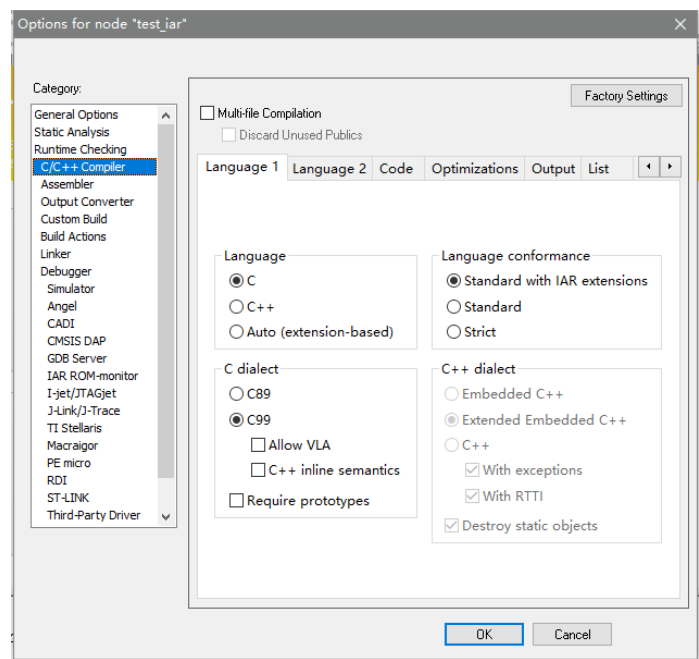 Options for node "test_iar"
Category:
General Options
Static Analysis
Runtime Checking
C/C++ Compiler
Assembler
Output Converter
Custom Build
Build Actions
Linker
Debugger
Simulator
Angel
CADI
CMSIS DAP
GDB Server
IAR ROM-monitor
I-jet/JTAGjet
J-Link/J-Trace
TI Stellaris
Macraigor
PE micro
RDI
ST-LINK
Third-Party Driver
Factory Settings
Multi-file Compilation
Discard Unused Publics
Language 1 Language 2 Code Optimizations Output List
Language
C
C++
Auto (extension-based)
Language conformance
Standard with IAR extensions
Standard
Strict
C dialect
C89
C99
Allow VLA
C++ inline semantics
Require prototypes
C++ dialect
Embedded C++
Extended Embedded C++
C++
With exceptions
With RTTI
Destroy static objects
OK Cancel